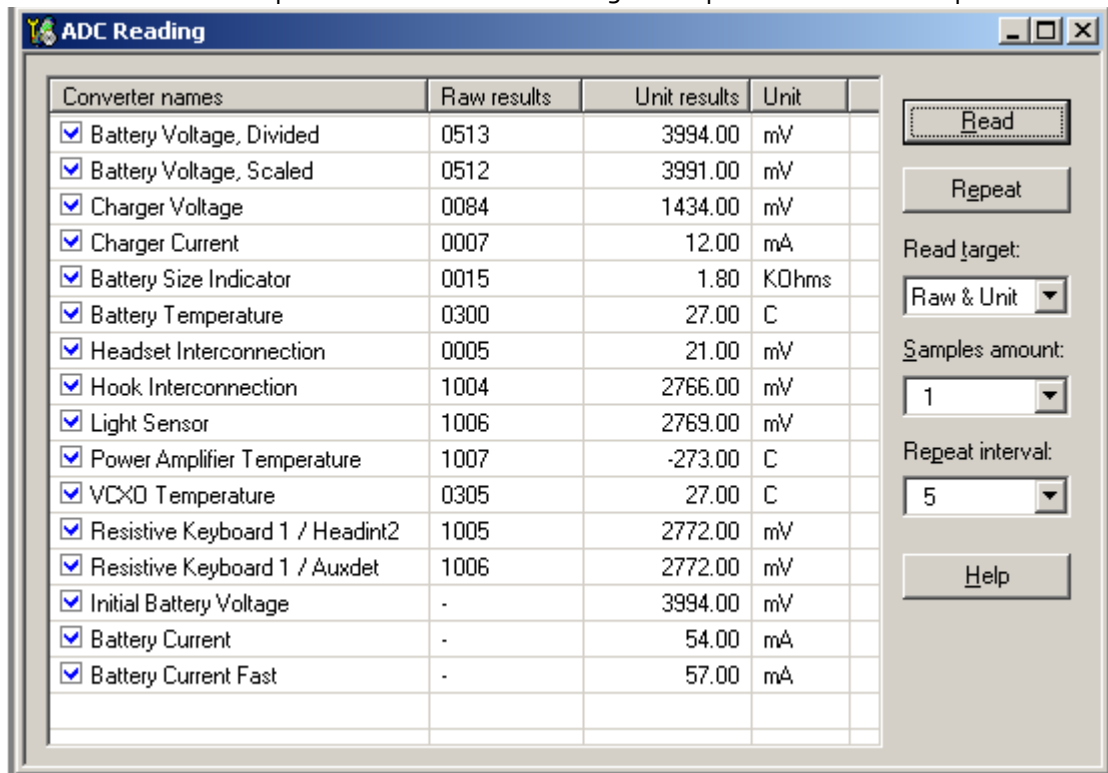 ADC Reading
Converter names Raw results Unit results Unit
Battery Voltage, Divided 0513 3994.00 mV
Battery Voltage, Scaled 0512 3991.00 mV
Charger Voltage 0084 1434.00 mV
Charger Current 0007 12.00 mA
Battery Size Indicator 0015 1.80 KOhms
Battery Temperature 0300 27.00 C
Headset Interconnection 0005 21.00 mV
Hook Interconnection 1004 2766.00 mV
Light Sensor 1006 2769.00 mV
Power Amplifier Temperature 1007 -273.00 C
VCXO Temperature 0305 27.00 C
Resistive Keyboard 1 / Headint2 1005 2772.00 mV
Resistive Keyboard 1 / Auxdet 1006 2772.00 mV
Initial Battery Voltage - 3994.00 mV
Battery Current - 54.00 mA
Battery Current Fast - 57.00 mA
Read
Repeat
Read target:
Raw & Unit
Samples amount:
1
Repeat interval:
5
Help